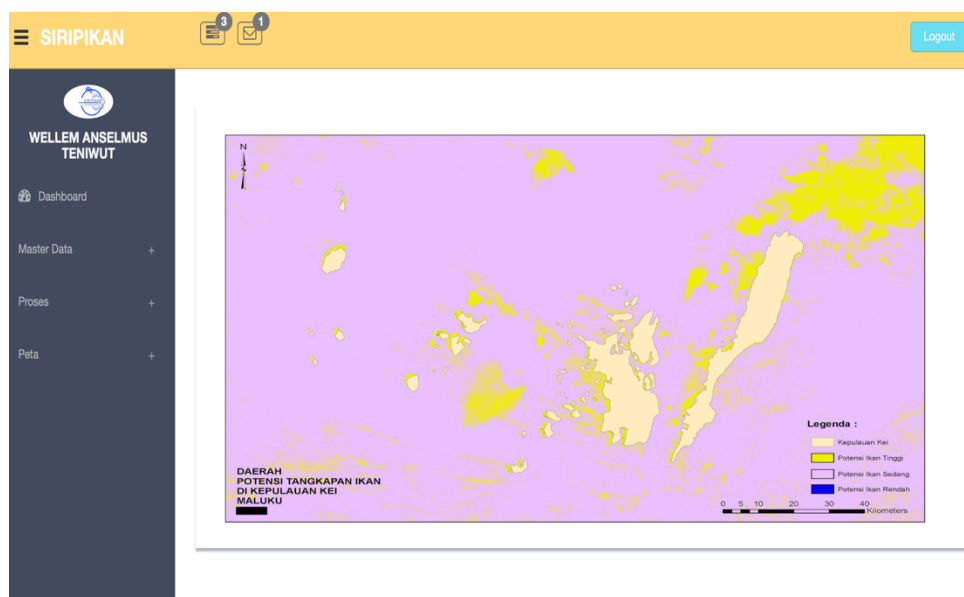 SIRIPIKAN
3
1
Logout
WELLEM ANSELMUS
TENIWUT
Dashboard
Master Data +
Proses +
Peta +
N
Legenda :
Kepulauan Kei
Potensi Ikan Tinggi
Potensi Ikan Sedang
Potensi Ikan Rendah
DAERAH
POTENSI TANGKAPAN IKAN
DI KEPULAUAN KEI
MALUKU
0 5 10 20 30 40
Kilometers